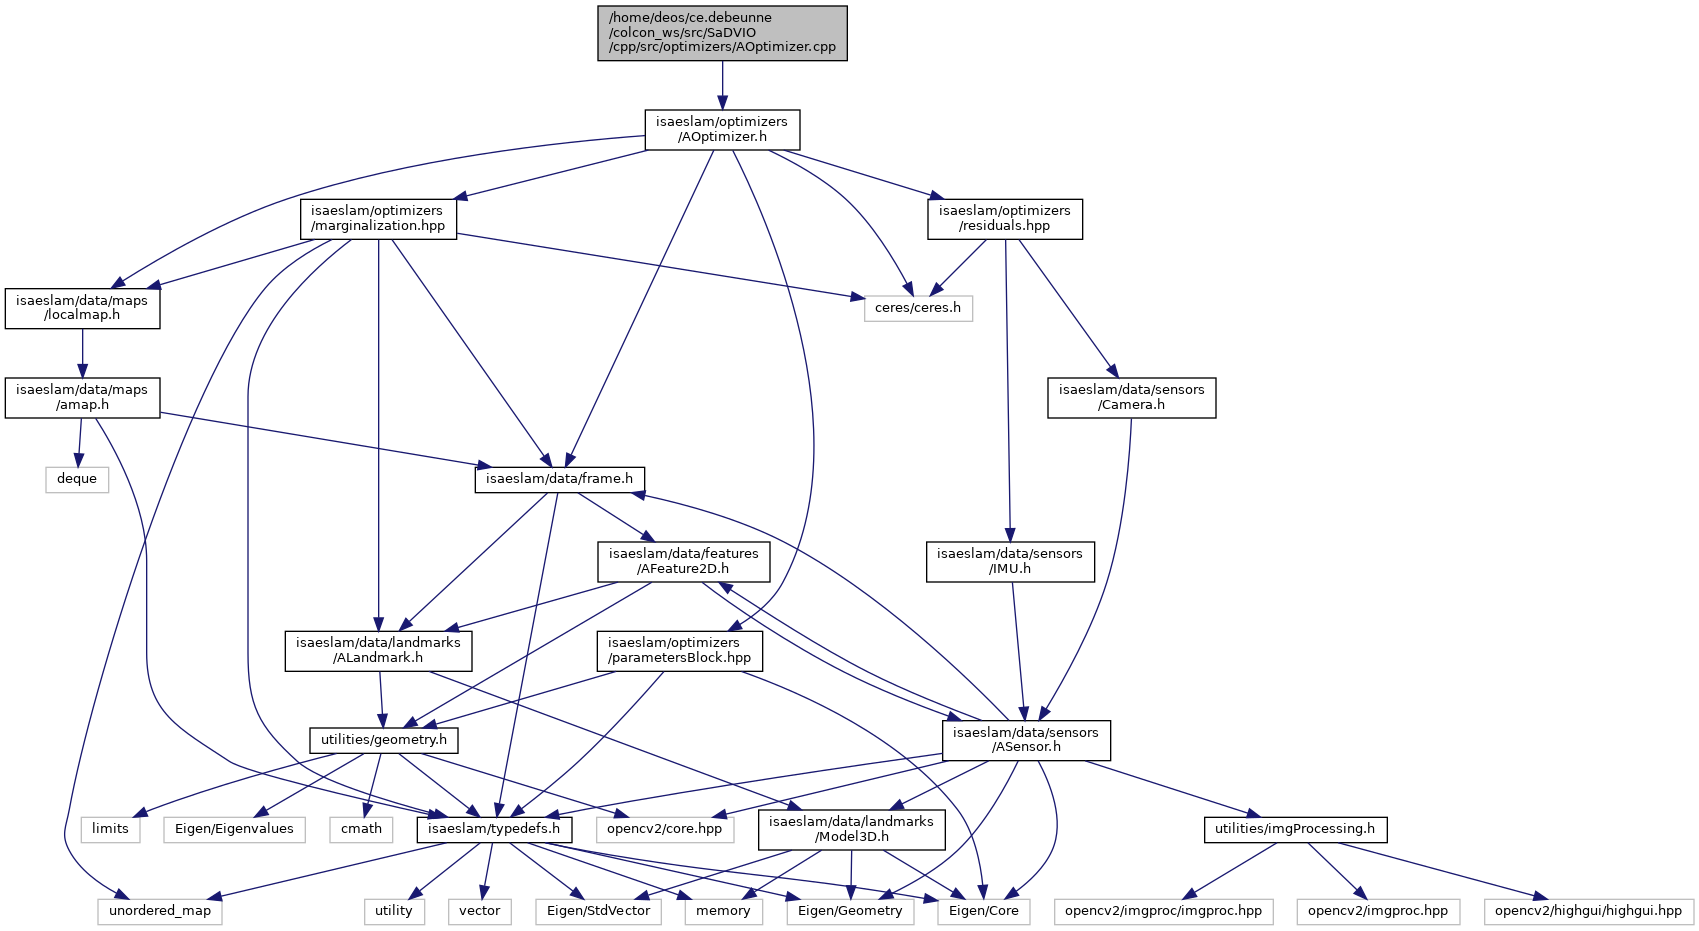 /home/deos/ce.debeunne
/colcon_ws/src/SaDVIO
/cpp/src/optimizers/AOptimizer.cpp
isaeslam/optimizers
/AOptimizer.h
isaeslam/optimizers
/marginalization.hpp
isaeslam/optimizers
/residuals.hpp
isaeslam/data/maps
/localmap.h
ceres/ceres.h
isaeslam/data/maps
/amap.h
isaeslam/data/sensors
/Camera.h
deque
isaeslam/data/frame.h
isaeslam/data/features
/AFeature2D.h
isaeslam/data/sensors
/IMU.h
isaeslam/data/landmarks
/ALandmark.h
isaeslam/optimizers
/parametersBlock.hpp
utilities/geometry.h
isaeslam/data/sensors
/ASensor.h
limits
Eigen/Eigenvalues
cmath
isaeslam/typedefs.h
opencv2/core.hpp
isaeslam/data/landmarks
/Model3D.h
utilities/imgProcessing.h
unordered_map
utility
vector
Eigen/StdVector
memory
Eigen/Geometry
Eigen/Core
opencv2/imgproc/imgproc.hpp
opencv2/imgproc.hpp
opencv2/highgui/highgui.hpp